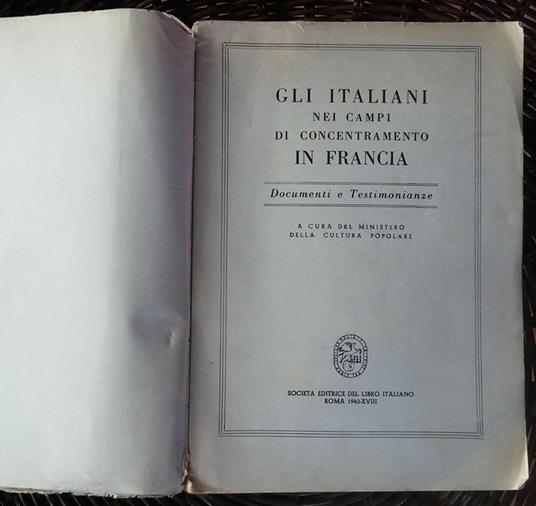 GLI ITALIANI
NEI CAMPI
DI CONCENTRAMENTO
IN FRANCIA
Documenti e Testimonianze
A CURA DEL MINISTERO
DELLA CULTURA POPOLARE
SOCIETÀ EDITRICE DEL LIBRO ITALIANO
ROMA 1940-XVIII